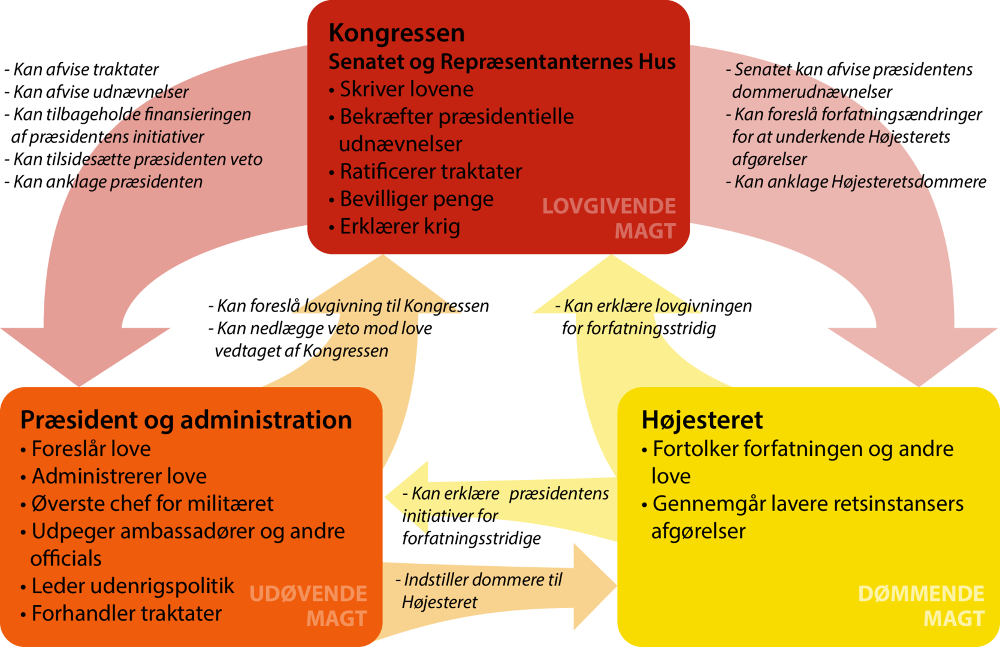 Kongressen
Senatet og Repræsentanternes Hus
• Skriver lovene
• Bekræfter præsidentielle
udnævnelser
• Ratificerer traktater
• Bevilliger penge
• Erklærer krig
LOVGIVENDE
MAGT
- Kan afvise traktater
- Kan afvise udnævnelser
- Kan tilbageholde finansieringen
af præsidentens initiativer
- Kan tilsidesætte præsidenten veto
- Kan anklage præsidenten
- Senatet kan afvise præsidentens
dommerudnævnelser
- Kan foreslå forfatningsændringer
for at underkende Højesterets
afgørelser
- Kan anklage Højesteretsdommere
- Kan foreslå lovgivning til Kongressen
- Kan nedlægge veto mod love
vedtaget af Kongressen
- Kan erklære lovgivningen
for forfatningsstridig
Præsident og administration
• Foreslår love
• Administrerer love
• Øverste chef for militæret
• Udpeger ambassadører og andre
officials
• Leder udenrigspolitik
• Forhandler traktater
UDØVENDE
MAGT
- Kan erklære præsidentens
initiativer for
forfatningsstridige
- Indstiller dommere til
Højesteret
Højesteret
• Fortolker forfatningen og andre
love
• Gennemgår lavere retsinstansers
afgørelser
DØMMENDE
MAGT